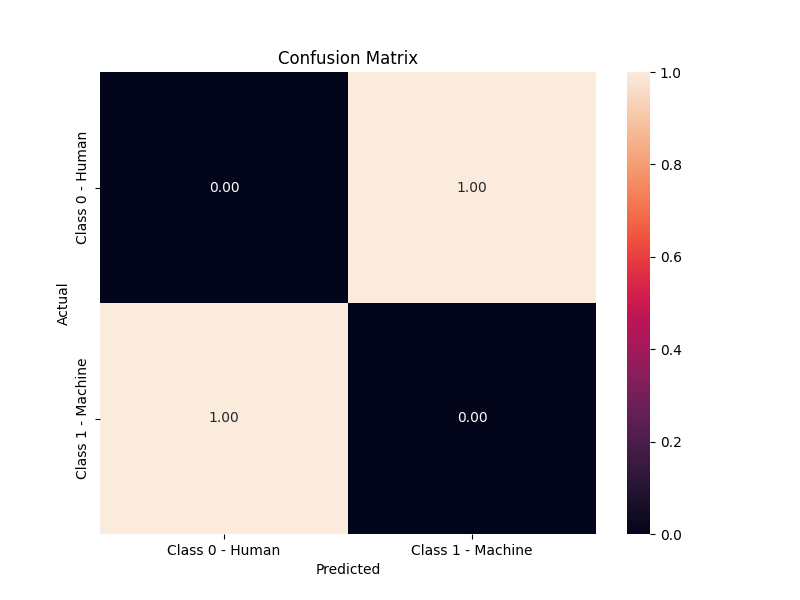 Confusion Matrix
Class 0 - Human
Class 1 - Machine
Actual
0.00
1.00
1.00
0.00
Class 0 - Human
Class 1 - Machine
Predicted
1.0
0.8
0.6
0.4
0.2
0.0